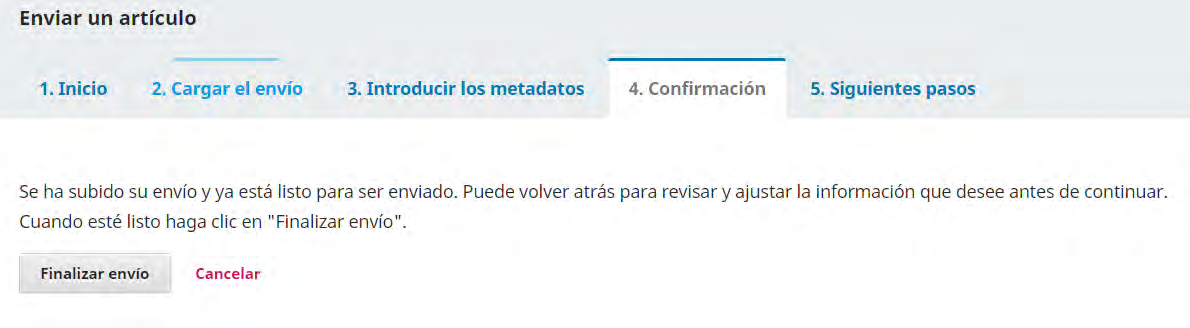 Enviar un artículo
1. Inicio 2. Cargar el envío 3. Introducir los metadatos 4. Confirmación 5. Siguientes pasos
Se ha subido su envío y ya está listo para ser enviado. Puede volver atrás para revisar y ajustar la información que desee antes de continuar.
Cuando esté listo haga clic en "Finalizar envío".
Finalizar envío Cancelar